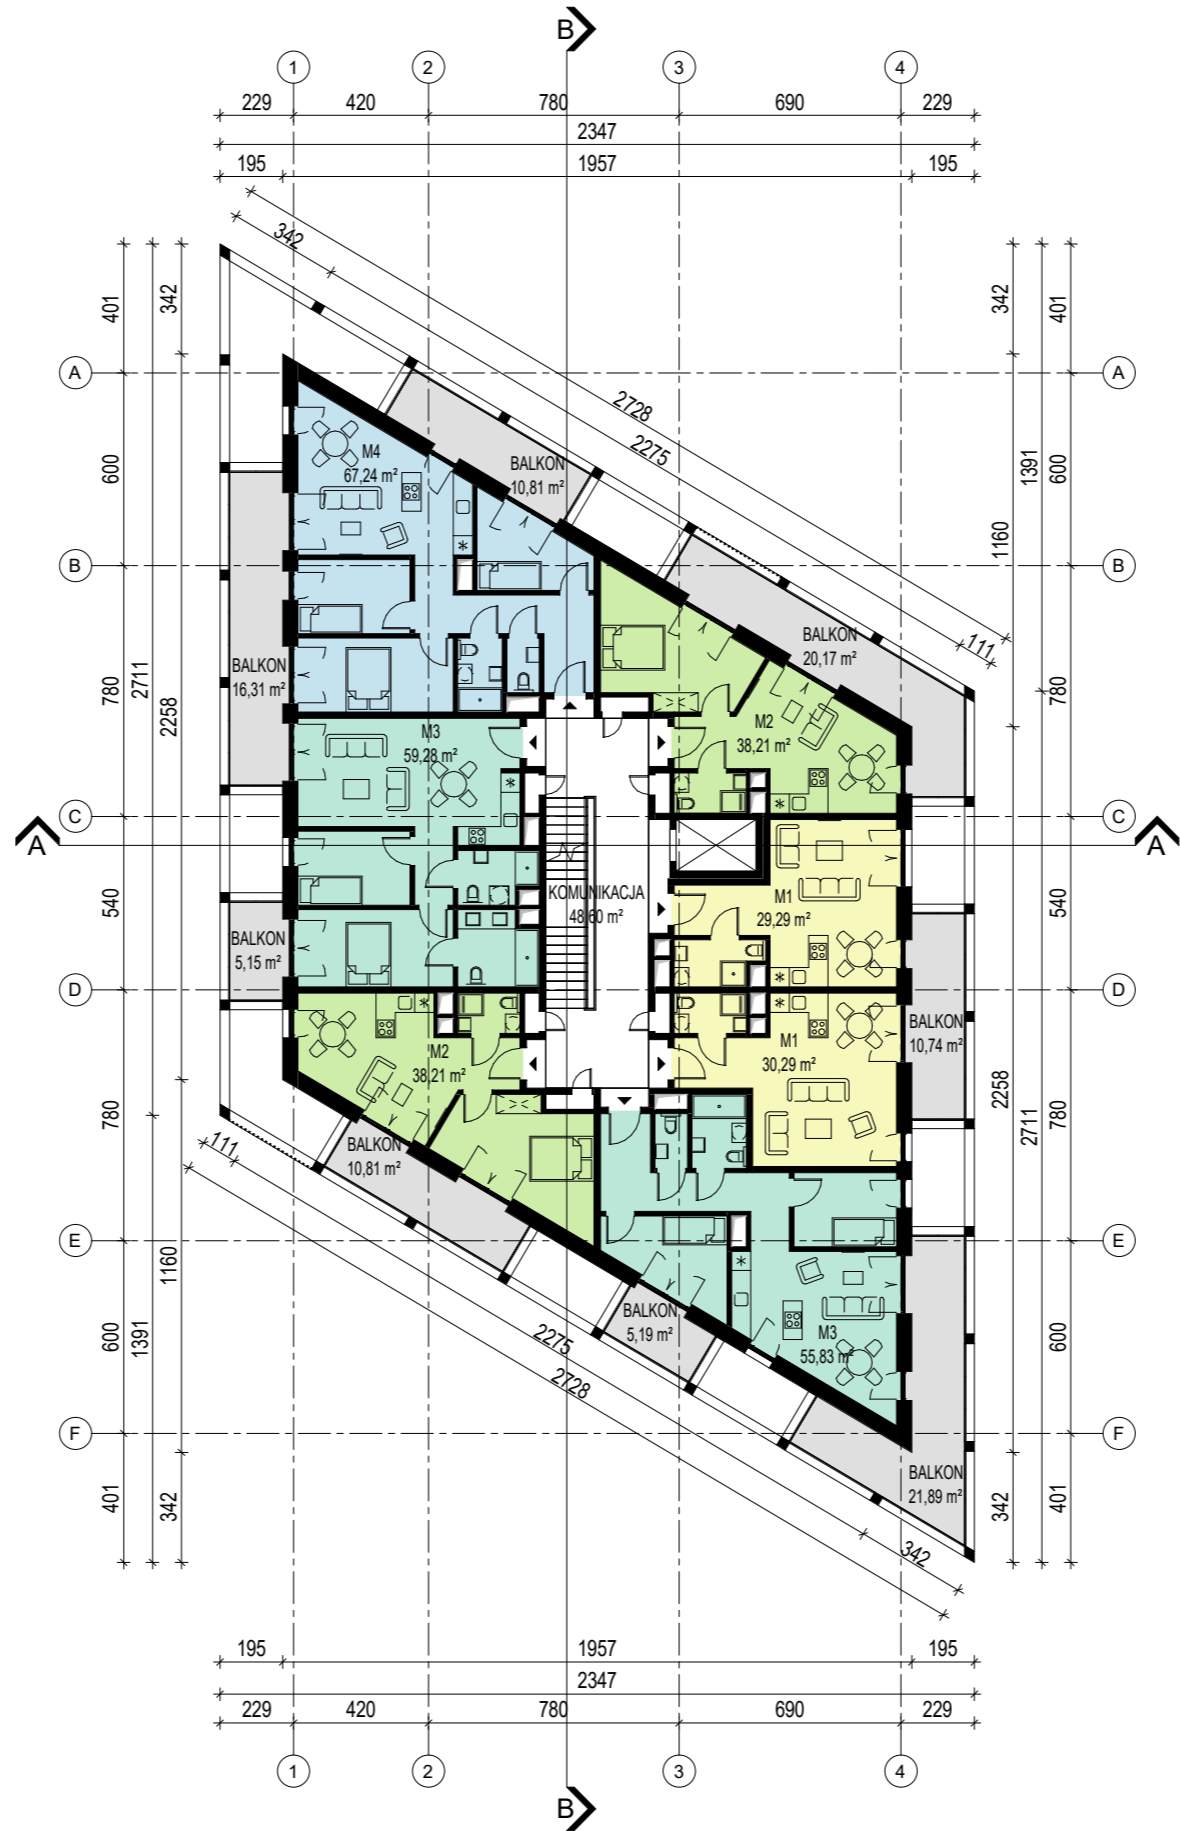 B
1 2 3 4
229 420 780 690 229
2347
195 1957 195
342
2728
2275
111
401
342
342
401
A
A
600
1391
600
1160
M4
67,24 m²
BALKON
10,81 m²
B
B
BALKON
20,17 m²
780
2711
2258
780
BALKON
16,31 m²
M3
59,28 m²
M2
38,21 m²
C
C
A
A
540
540
KOMUNIKACJA
48,60 m²
M1
29,29 m²
BALKON
5,15 m²
D
D
M2
38,21 m²
M1
30,29 m²
BALKON
10,74 m²
780
2258
2711
780
111
BALKON
10,81 m²
E
E
1160
600
1391
600
BALKON
5,19 m²
M3
55,83 m²
2275
2728
F
F
BALKON
21,89 m²
401
342
342
401
342
195 1957 195
2347
229 420 780 690 229
1 2 3 4
B